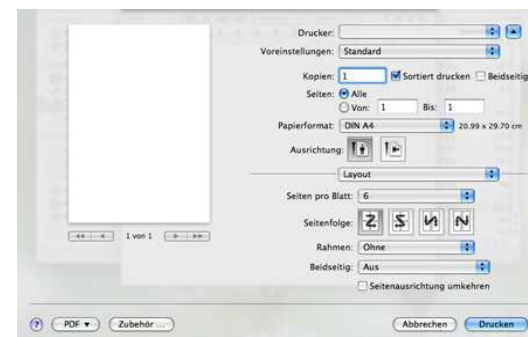 Drucker:
Voreinstellungen: Standard
Kopien: 1 Sortiert drucken Beidseitig
Seiten: Alle
Von: 1 Bis: 1
Papierformat: DIN A4 20.99 x 29.70 cm
Ausrichtung:
Layout
Seiten pro Blatt: 6
Seitenfolge:
1 von 1
Rahmen: Ohne
Beidseitig: Aus
Seitenausrichtung umkehren
? PDF Zubehör ... Abbrechen Drucken